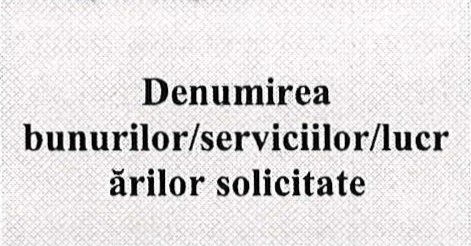 Denumirea
bunurilor/serviciilor/lucr
ărilor solicitate